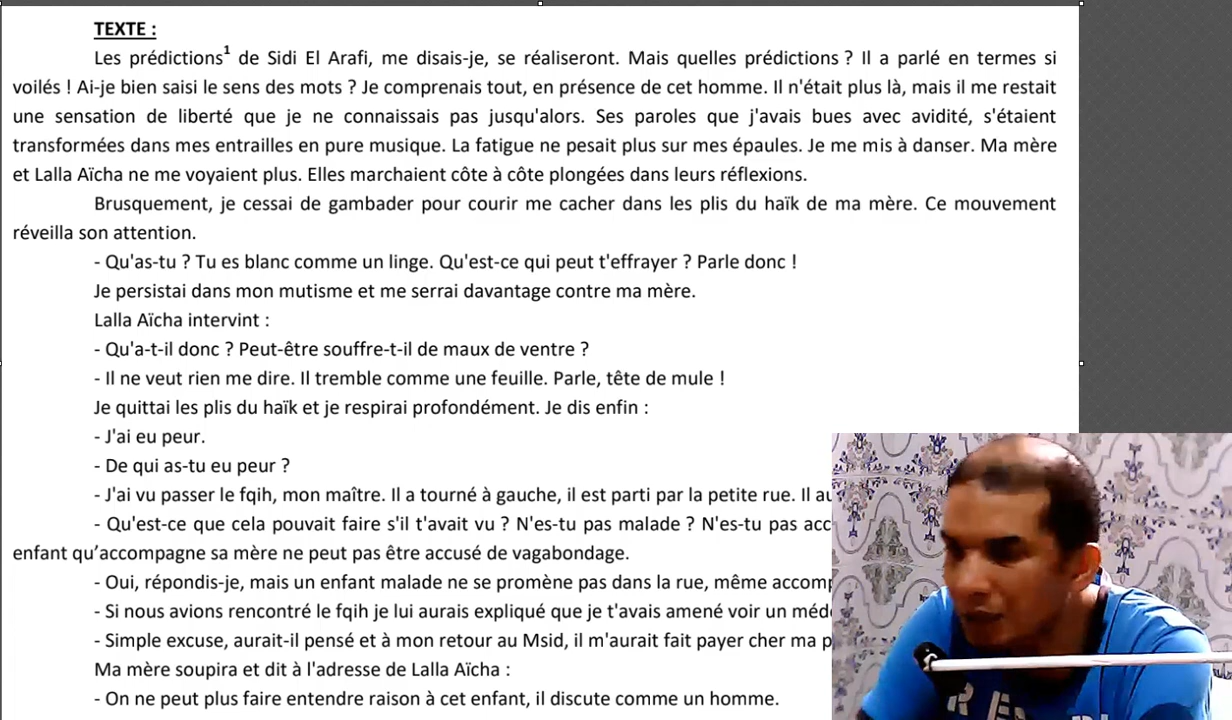 TEXTE :
Les prédictions¹ de Sidi El Arafi, me disais-je, se réaliseront. Mais quelles prédictions ? Il a parlé en termes si
voilés ! Ai-je bien saisi le sens des mots ? Je comprenais tout, en présence de cet homme. Il n'était plus là, mais il me restait
une sensation de liberté que je ne connaissais pas jusqu'alors. Ses paroles que j'avais bues avec avidité, s'étaient
transformées dans mes entrailles en pure musique. La fatigue ne pesait plus sur mes épaules. Je me mis à danser. Ma mère
et Lalla Aïcha ne me voyaient plus. Elles marchaient côte à côte plongées dans leurs réflexions.
Brusquement, je cessai de gambader pour courir me cacher dans les plis du haïk de ma mère. Ce mouvement
réveilla son attention.
- Qu'as-tu ? Tu es blanc comme un linge. Qu'est-ce qui peut t'effrayer ? Parle donc !
Je persistai dans mon mutisme et me serrai davantage contre ma mère.
Lalla Aïcha intervint :
- Qu'a-t-il donc ? Peut-être souffre-t-il de maux de ventre ?
- Il ne veut rien me dire. Il tremble comme une feuille. Parle, tête de mule !
Je quittai les plis du haïk et je respirai profondément. Je dis enfin :
- J'ai eu peur.
- De qui as-tu eu peur ?
- J'ai vu passer le fqih, mon maître. Il a tourné à gauche, il est parti par la petite rue. Il
- Qu'est-ce que cela pouvait faire s'il t'avait vu ? N'es-tu pas malade ? N'es-tu pas
enfant qu’accompagne sa mère ne peut pas être accusé de vagabondage.
- Oui, répondis-je, mais un enfant malade ne se promène pas dans la rue, même
- Si nous avions rencontré le fqih je lui aurais expliqué que je t'avais amené voir un
- Simple excuse, aurait-il pensé et à mon retour au Msid, il m'aurait fait payer cher ma
Ma mère soupira et dit à l'adresse de Lalla Aïcha :
- On ne peut plus faire entendre raison à cet enfant, il discute comme un homme.